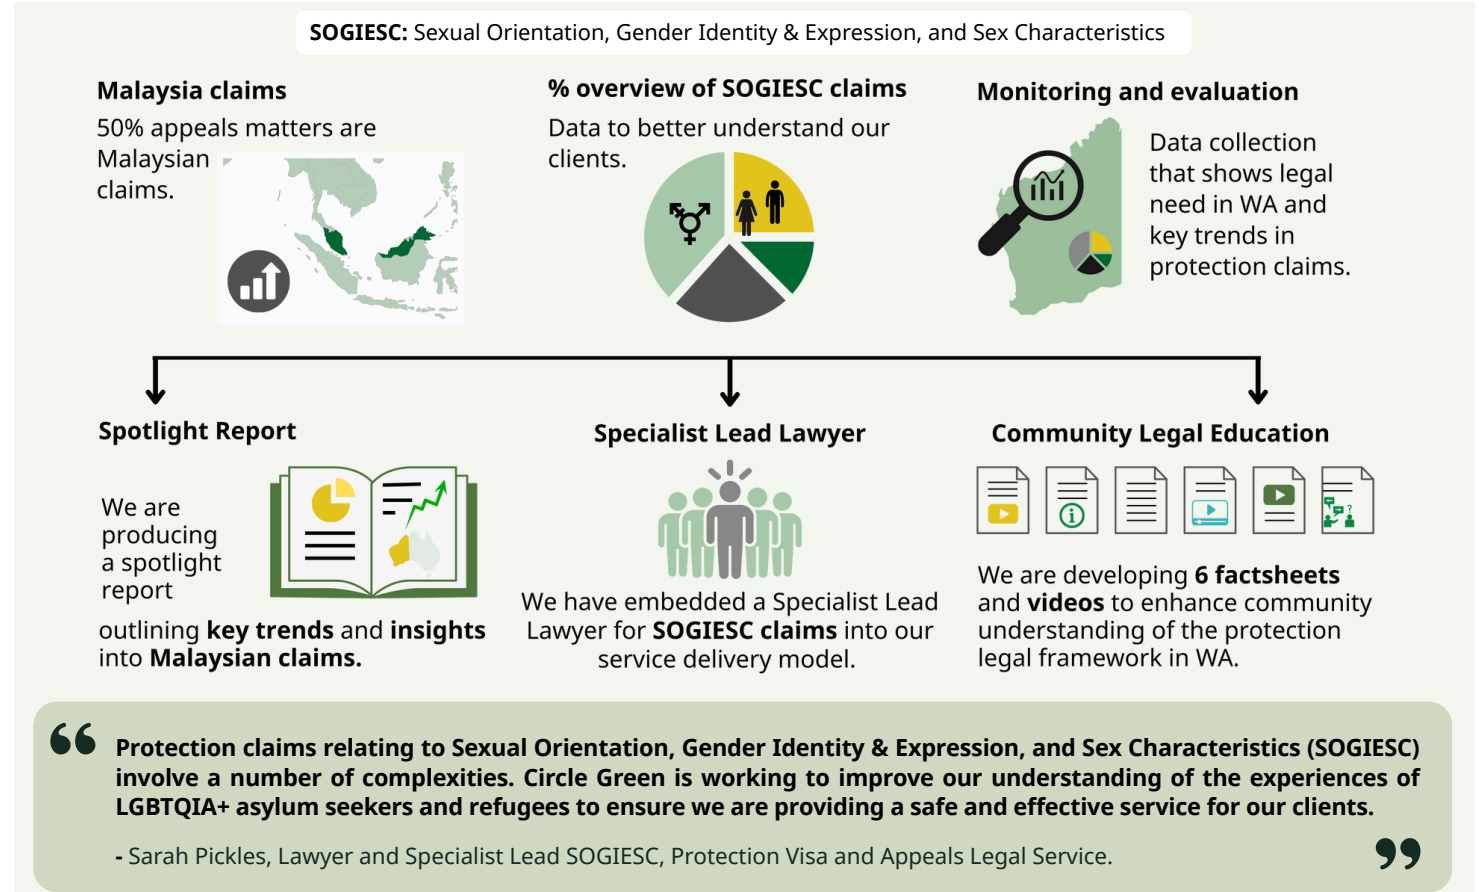 SOGIESC: Sexual Orientation, Gender Identity & Expression, and Sex Characteristics
Malaysia claims
50% appeals matters are
Malaysian
claims.
% overview of SOGIESC claims
Data to better understand our
clients.
Monitoring and evaluation
Data collection
that shows legal
need in WA and
key trends in
protection claims.
Spotlight Report
We are
producing
a spotlight
report
outlining key trends and insights
into Malaysian claims.
Specialist Lead Lawyer
We have embedded a Specialist Lead
Lawyer for SOGIESC claims into our
service delivery model.
Community Legal Education
i
?
We are developing 6 factsheets
and videos to enhance community
understanding of the protection
legal framework in WA.
“
Protection claims relating to Sexual Orientation, Gender Identity & Expression, and Sex Characteristics (SOGIESC)
involve a number of complexities. Circle Green is working to improve our understanding of the experiences of
LGBTQIA+ asylum seekers and refugees to ensure we are providing a safe and effective service for our clients.
- Sarah Pickles, Lawyer and Specialist Lead SOGIESC, Protection Visa and Appeals Legal Service.
”